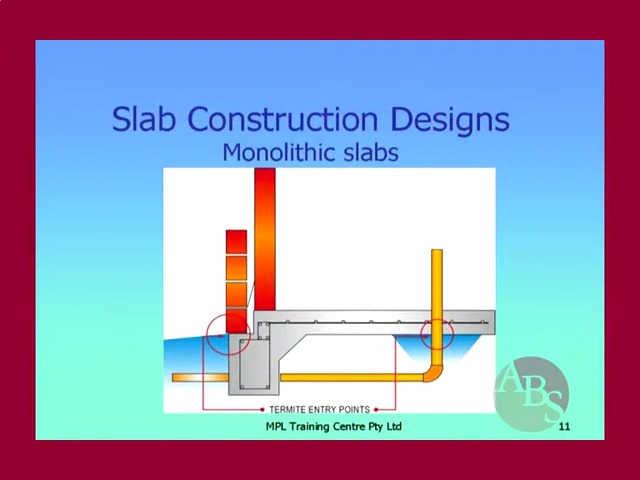 Slab Construction Designs
Monolithic slabs
TERMITE ENTRY POINTS
MPL Training Centre Pty Ltd
ABS
11